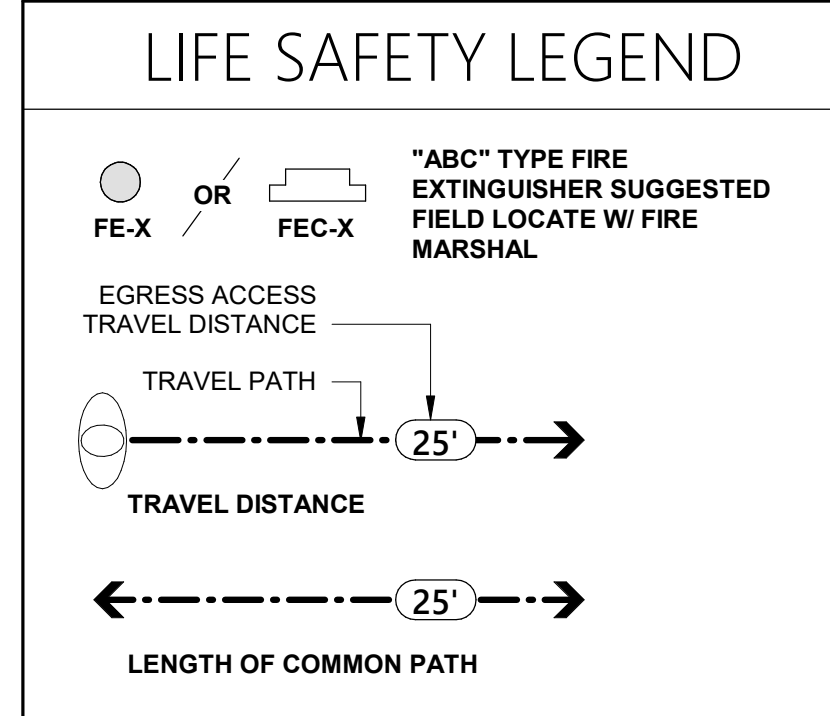 LIFE SAFETY LEGEND
FE-X
OR
FEC-X
"ABC" TYPE FIRE
EXTINGUISHER SUGGESTED
FIELD LOCATE W/ FIRE
MARSHAL
EGRESS ACCESS
TRAVEL DISTANCE
TRAVEL PATH
25'
TRAVEL DISTANCE
25'
LENGTH OF COMMON PATH